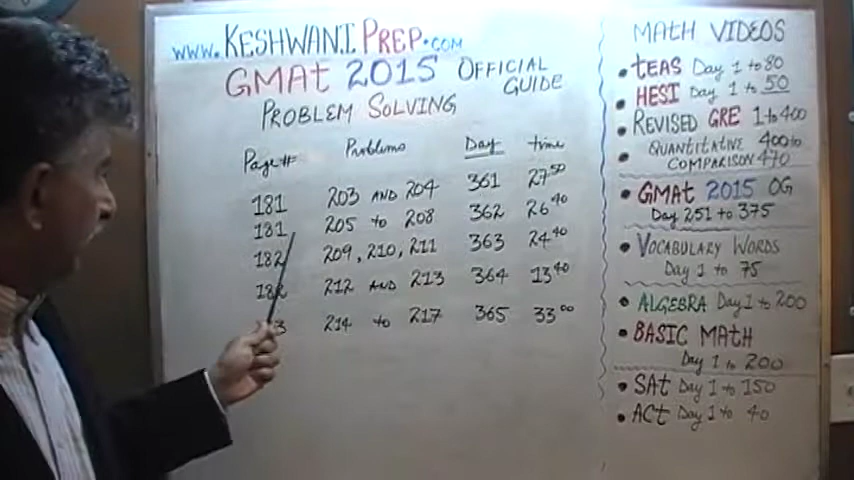 www.KESHWANI PREP.COM
GMAT 2015 OFFICIAL GUIDE
PROBLEM SOLVING
Page # Problems Day time
181 203 AND 204 361 27 50
181 205 to 208 362 26 40
182 209, 210, 211 363 24 40
182 212 AND 213 364 13 40
3 214 to 217 365 33 00
MATH VIDEOS
• TEAS Day 1 to 80
• HESI Day 1 to 50
• REVISED GRE 1 to 400
• QUANTITATIVE 400 to
COMPARISON 470
• GMAT 2015 OG
Day 251 to 375
• VOCABULARY WORDS
Day 1 to 75
• ALGEBRA Day 1 to 200
• BASIC MATH
Day 1 to 200
• SAT Day 1 to 150
• ACT Day 1 to 40